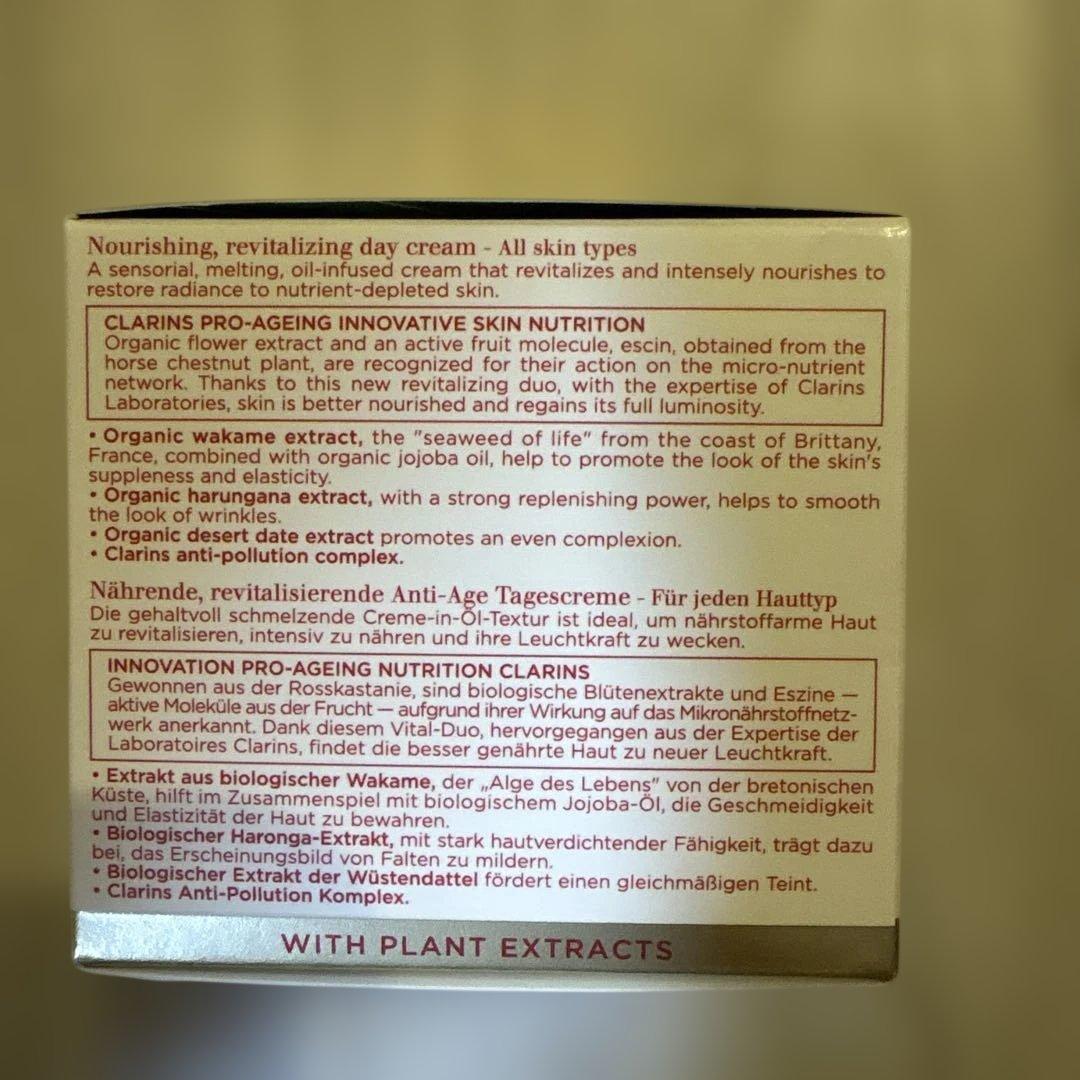 Nourishing, revitalizing day cream - All skin types
A sensorial, melting, oil-infused cream that revitalizes and intensely nourishes to
restore radiance to nutrient-depleted skin.
CLARINS PRO-AGEING INNOVATIVE SKIN NUTRITION
Organic flower extract and an active fruit molecule, escin, obtained from the
horse chestnut plant, are recognized for their action on the micro-nutrient
network. Thanks to this new revitalizing duo, with the expertise of Clarins
Laboratories, skin is better nourished and regains its full luminosity.
• Organic wakame extract, the "seaweed of life" from the coast of Brittany,
France, combined with organic jojoba oil, help to promote the look of the skin's
suppleness and elasticity.
• Organic harungana extract, with a strong replenishing power, helps to smooth
the look of wrinkles.
• Organic desert date extract promotes an even complexion.
• Clarins anti-pollution complex.
Nährende, revitalisierende Anti-Age Tagescreme - Für jeden Hauttyp
Die gehaltvoll schmelzende Creme-in-Öl-Textur ist ideal, um nährstoffarme Haut
zu revitalisieren, intensiv zu nähren und ihre Leuchtkraft zu wecken.
INNOVATION PRO-AGEING NUTRITION CLARINS
Gewonnen aus der Rosskastanie, sind biologische Blütenextrakte und Eszine —
aktive Moleküle aus der Frucht — aufgrund ihrer Wirkung auf das Mikronährstoffnetz-
werk anerkannt. Dank diesem Vital-Duo, hervorgegangen aus der Expertise der
Laboratoires Clarins, findet die besser genährte Haut zu neuer Leuchtkraft.
• Extrakt aus biologischer Wakame, der „Alge des Lebens" von der bretonischen
Küste, hilft im Zusammenspiel mit biologischem Jojoba-Öl, die Geschmeidigkeit
und Elastizität der Haut zu bewahren.
• Biologischer Haronga-Extrakt, mit stark hautverdichtender Fähigkeit, trägt dazu
bei, das Erscheinungsbild von Falten zu mildern.
• Biologischer Extrakt der Wüstendattel fördert einen gleichmäßigen Teint.
• Clarins Anti-Pollution Komplex.
WITH PLANT EXTRACTS